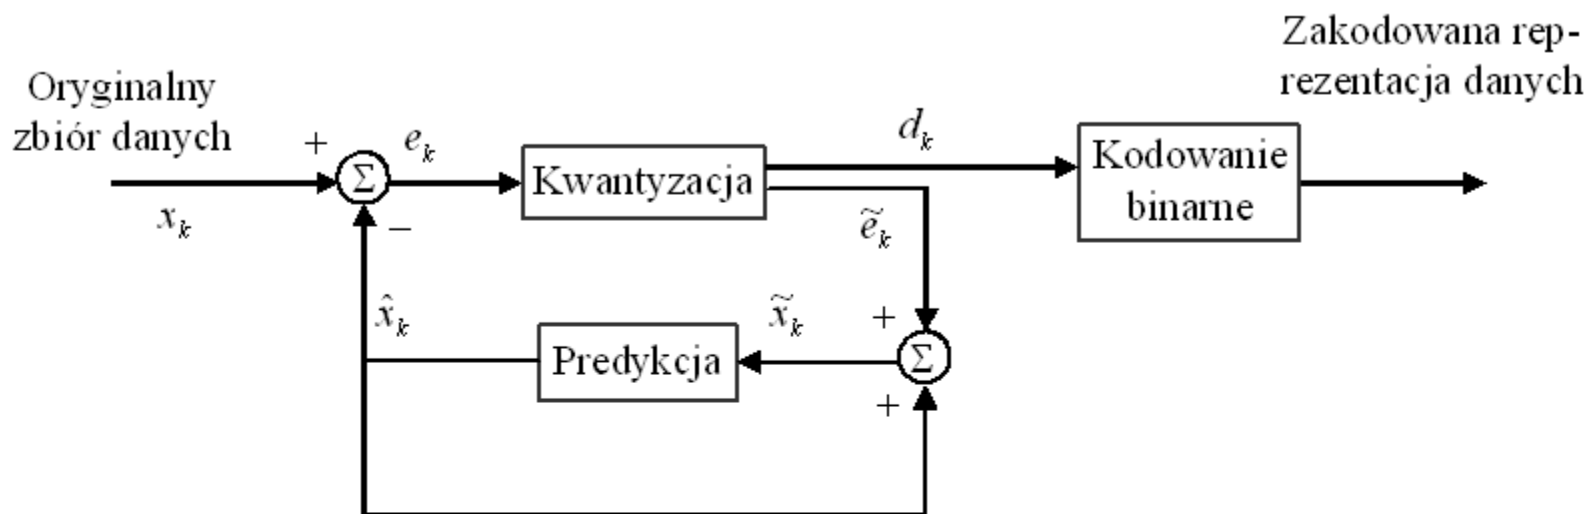 Zakodowana rep-
rezentacja danych
Oryginalny
zbiór danych
+
e_k
Σ
Kwantyzacja
d_k
Kodowanie
binarne
x_k
−
ẽ_k
x̂_k
Predykcja
x̃_k
+
Σ
+